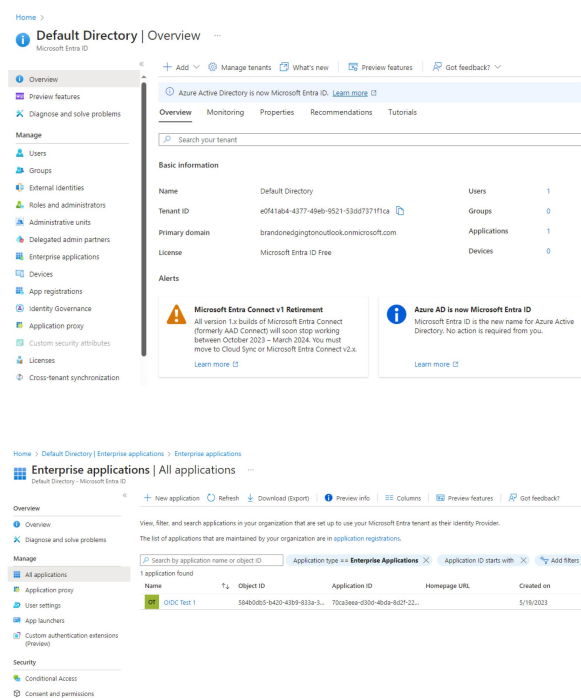 Home >
Default Directory | Overview ...
Microsoft Entra ID
«
+ Add Manage tenants What's new Preview features Got feedback?
Overview
Preview features
Diagnose and solve problems
Manage
Users
Groups
External Identities
Roles and administrators
Administrative units
Delegated admin partners
Enterprise applications
Devices
App registrations
Identity Governance
Application proxy
Custom security attributes
Licenses
Cross-tenant synchronization
Azure Active Directory is now Microsoft Entra ID. Learn more
Overview Monitoring Properties Recommendations Tutorials
Search your tenant
Basic information
Name Default Directory Users 1
Tenant ID e0f41ab4-4377-49eb-9521-53dd7371f1ca Groups 0
Primary domain brandonedgingtonoutlook.onmicrosoft.com Applications 1
License Microsoft Entra ID Free Devices 0
Alerts
Microsoft Entra Connect v1 Retirement
All version 1.x builds of Microsoft Entra Connect
(formerly AAD Connect) will soon stop working
between October 2023 – March 2024. You must
move to Cloud Sync or Microsoft Entra Connect v2.x.
Learn more
Azure AD is now Microsoft Entra ID
Microsoft Entra ID is the new name for Azure Active
Directory. No action is required from you.
Learn more
Home > Default Directory | Enterprise applications > Enterprise applications
Enterprise applications | All applications ...
Default Directory - Microsoft Entra ID
«
+ New application Refresh Download (Export) Preview info Columns Preview features Got feedback?
Overview
Overview
Diagnose and solve problems
Manage
All applications
Application proxy
User settings
App launchers
Custom authentication extensions
(Preview)
Security
Conditional Access
Consent and permissions
View, filter, and search applications in your organization that are set up to use your Microsoft Entra tenant as their Identity Provider.
The list of applications that are maintained by your organization are in application registrations.
Search by application name or object ID Application type == Enterprise Applications Application ID starts with Add filters
1 application found
Name Object ID Application ID Homepage URL Created on
OT OIDC Test 1 584b0db5-b420-43b9-833a-3... 70ca3eea-d30d-4bda-8d2f-22... 5/19/2023